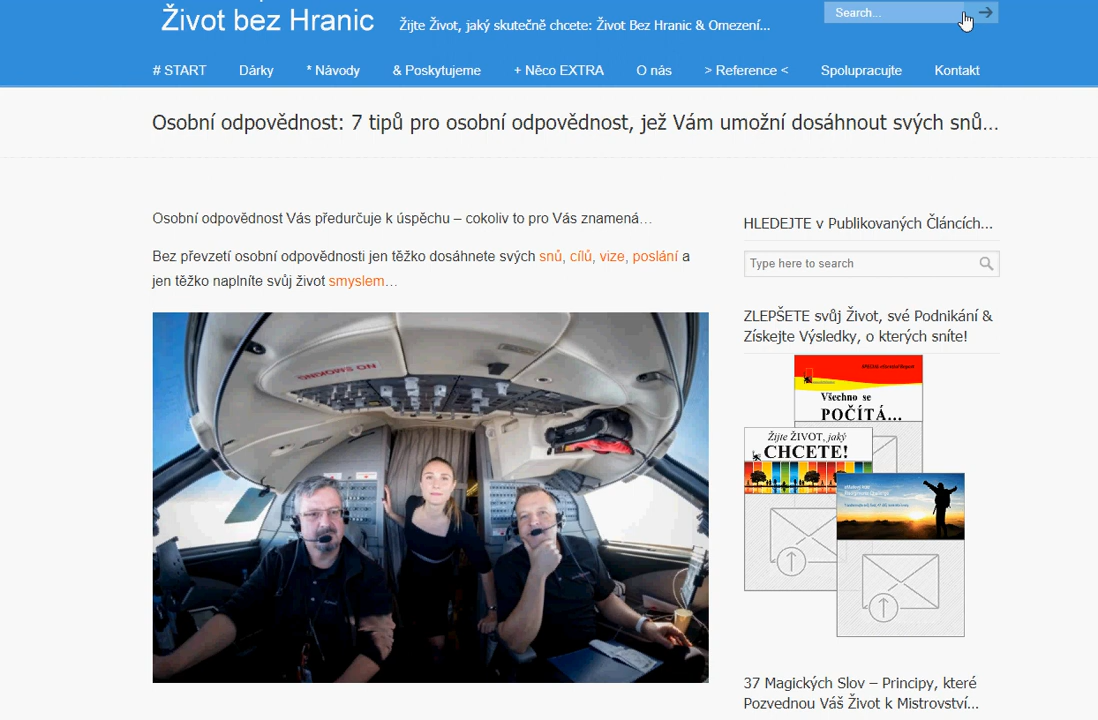 Život bez Hranic
Žijte Život, jaký skutečně chcete: Život Bez Hranic & Omezení...
Search...
# START
Dárky
* Návody
& Poskytujeme
+ Něco EXTRA
O nás
> Reference <
Spolupracujte
Kontakt
Osobní odpovědnost: 7 tipů pro osobní odpovědnost, jež Vám umožní dosáhnout svých snů…
Osobní odpovědnost Vás předurčuje k úspěchu – cokoliv to pro Vás znamená…
Bez převzetí osobní odpovědnosti jen těžko dosáhnete svých snů, cílů, vize, poslání a
jen těžko naplníte svůj život smyslem…
NO SMOKING
HLEDEJTE v Publikovaných Článcích…
Type here to search
ZLEPŠETE svůj Život, své Podnikání &
Získejte Výsledky, o kterých sníte!
Všechno se
POČÍTÁ...
Žijte ŽIVOT, jaký
CHCETE!
37 Magických Slov – Principy, které
Pozvednou Váš Život k Mistrovství…